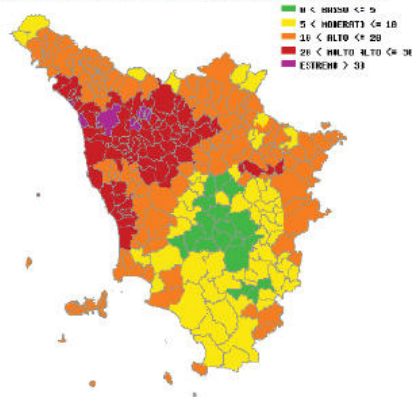 0 < BASSO <= 5
5 < MODERATO <= 10
10 < ALTO <= 20
20 < MOLTO ALTO <= 30
ESTREMO > 30